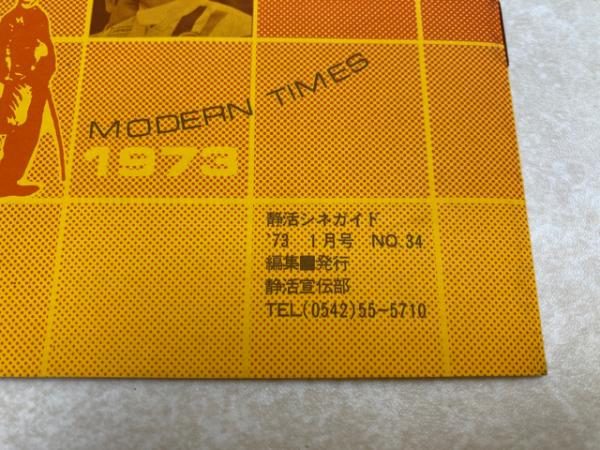 MODERN TIMES
1973
静活シネガイド
'73 1月号 NO.34
編集■発行
静活宣伝部
TEL(0542)55-5710